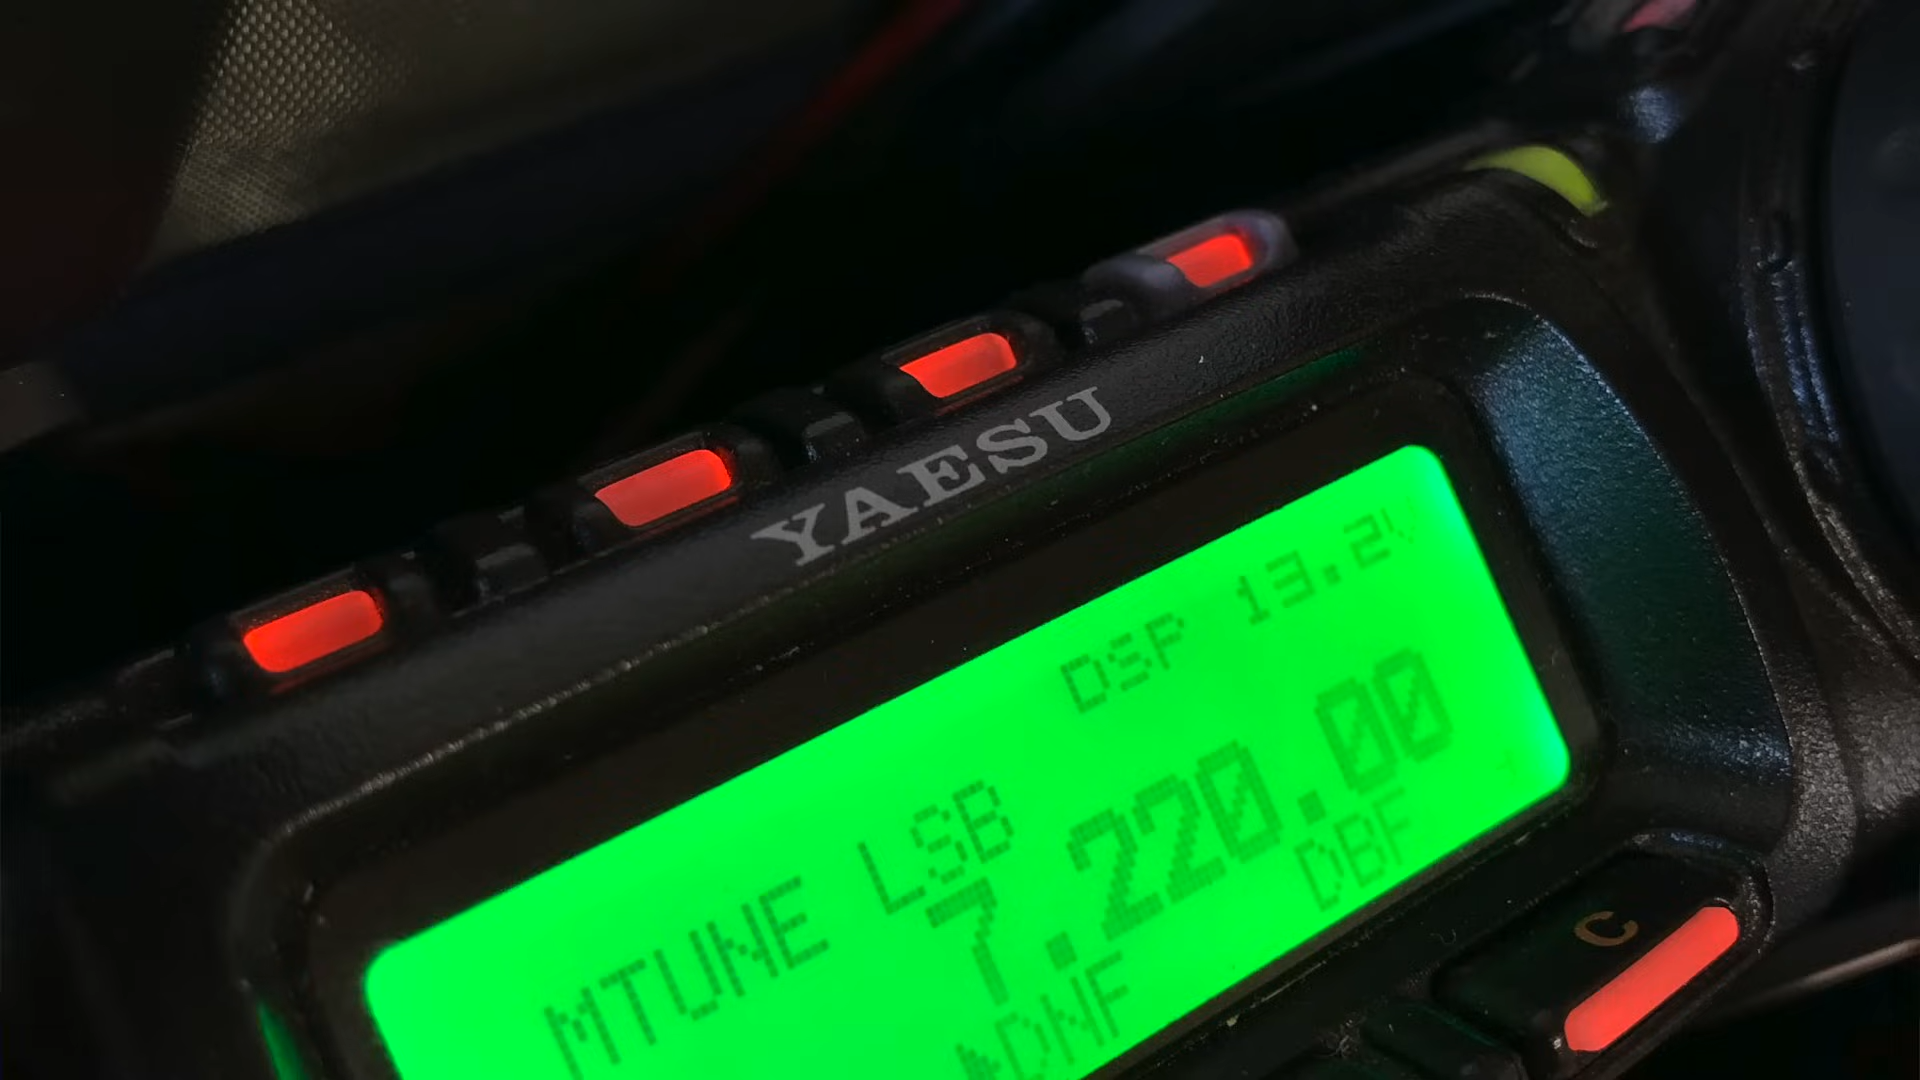 YAESU
DSP 13.2V
MTUNE LSB 7.220.00
DNF DBF
C